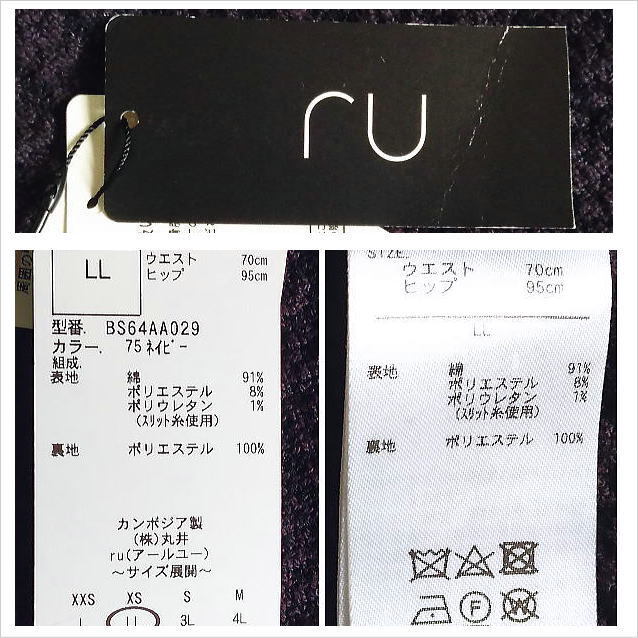 ru
LL
ウエスト 70cm
ヒップ 95cm
型番. BS64AA029
カラー. 75 ﾈｲﾋﾞｰ
組成.
表地 綿 91%
ポリエステル 8%
ポリウレタン 1%
(ｽﾘｯﾄ糸使用)
裏地 ポリエステル 100%
カンボジア製
(株)丸井
ru(アールユー)
～サイズ展開～
XXS XS S M
L LL 3L 4L
SIZE.
ウエスト 70cm
ヒップ 95cm
LL
表地 綿 91%
ポリエステル 8%
ポリウレタン 1%
(ｽﾘｯﾄ糸使用)
裏地 ポリエステル 100%
F W